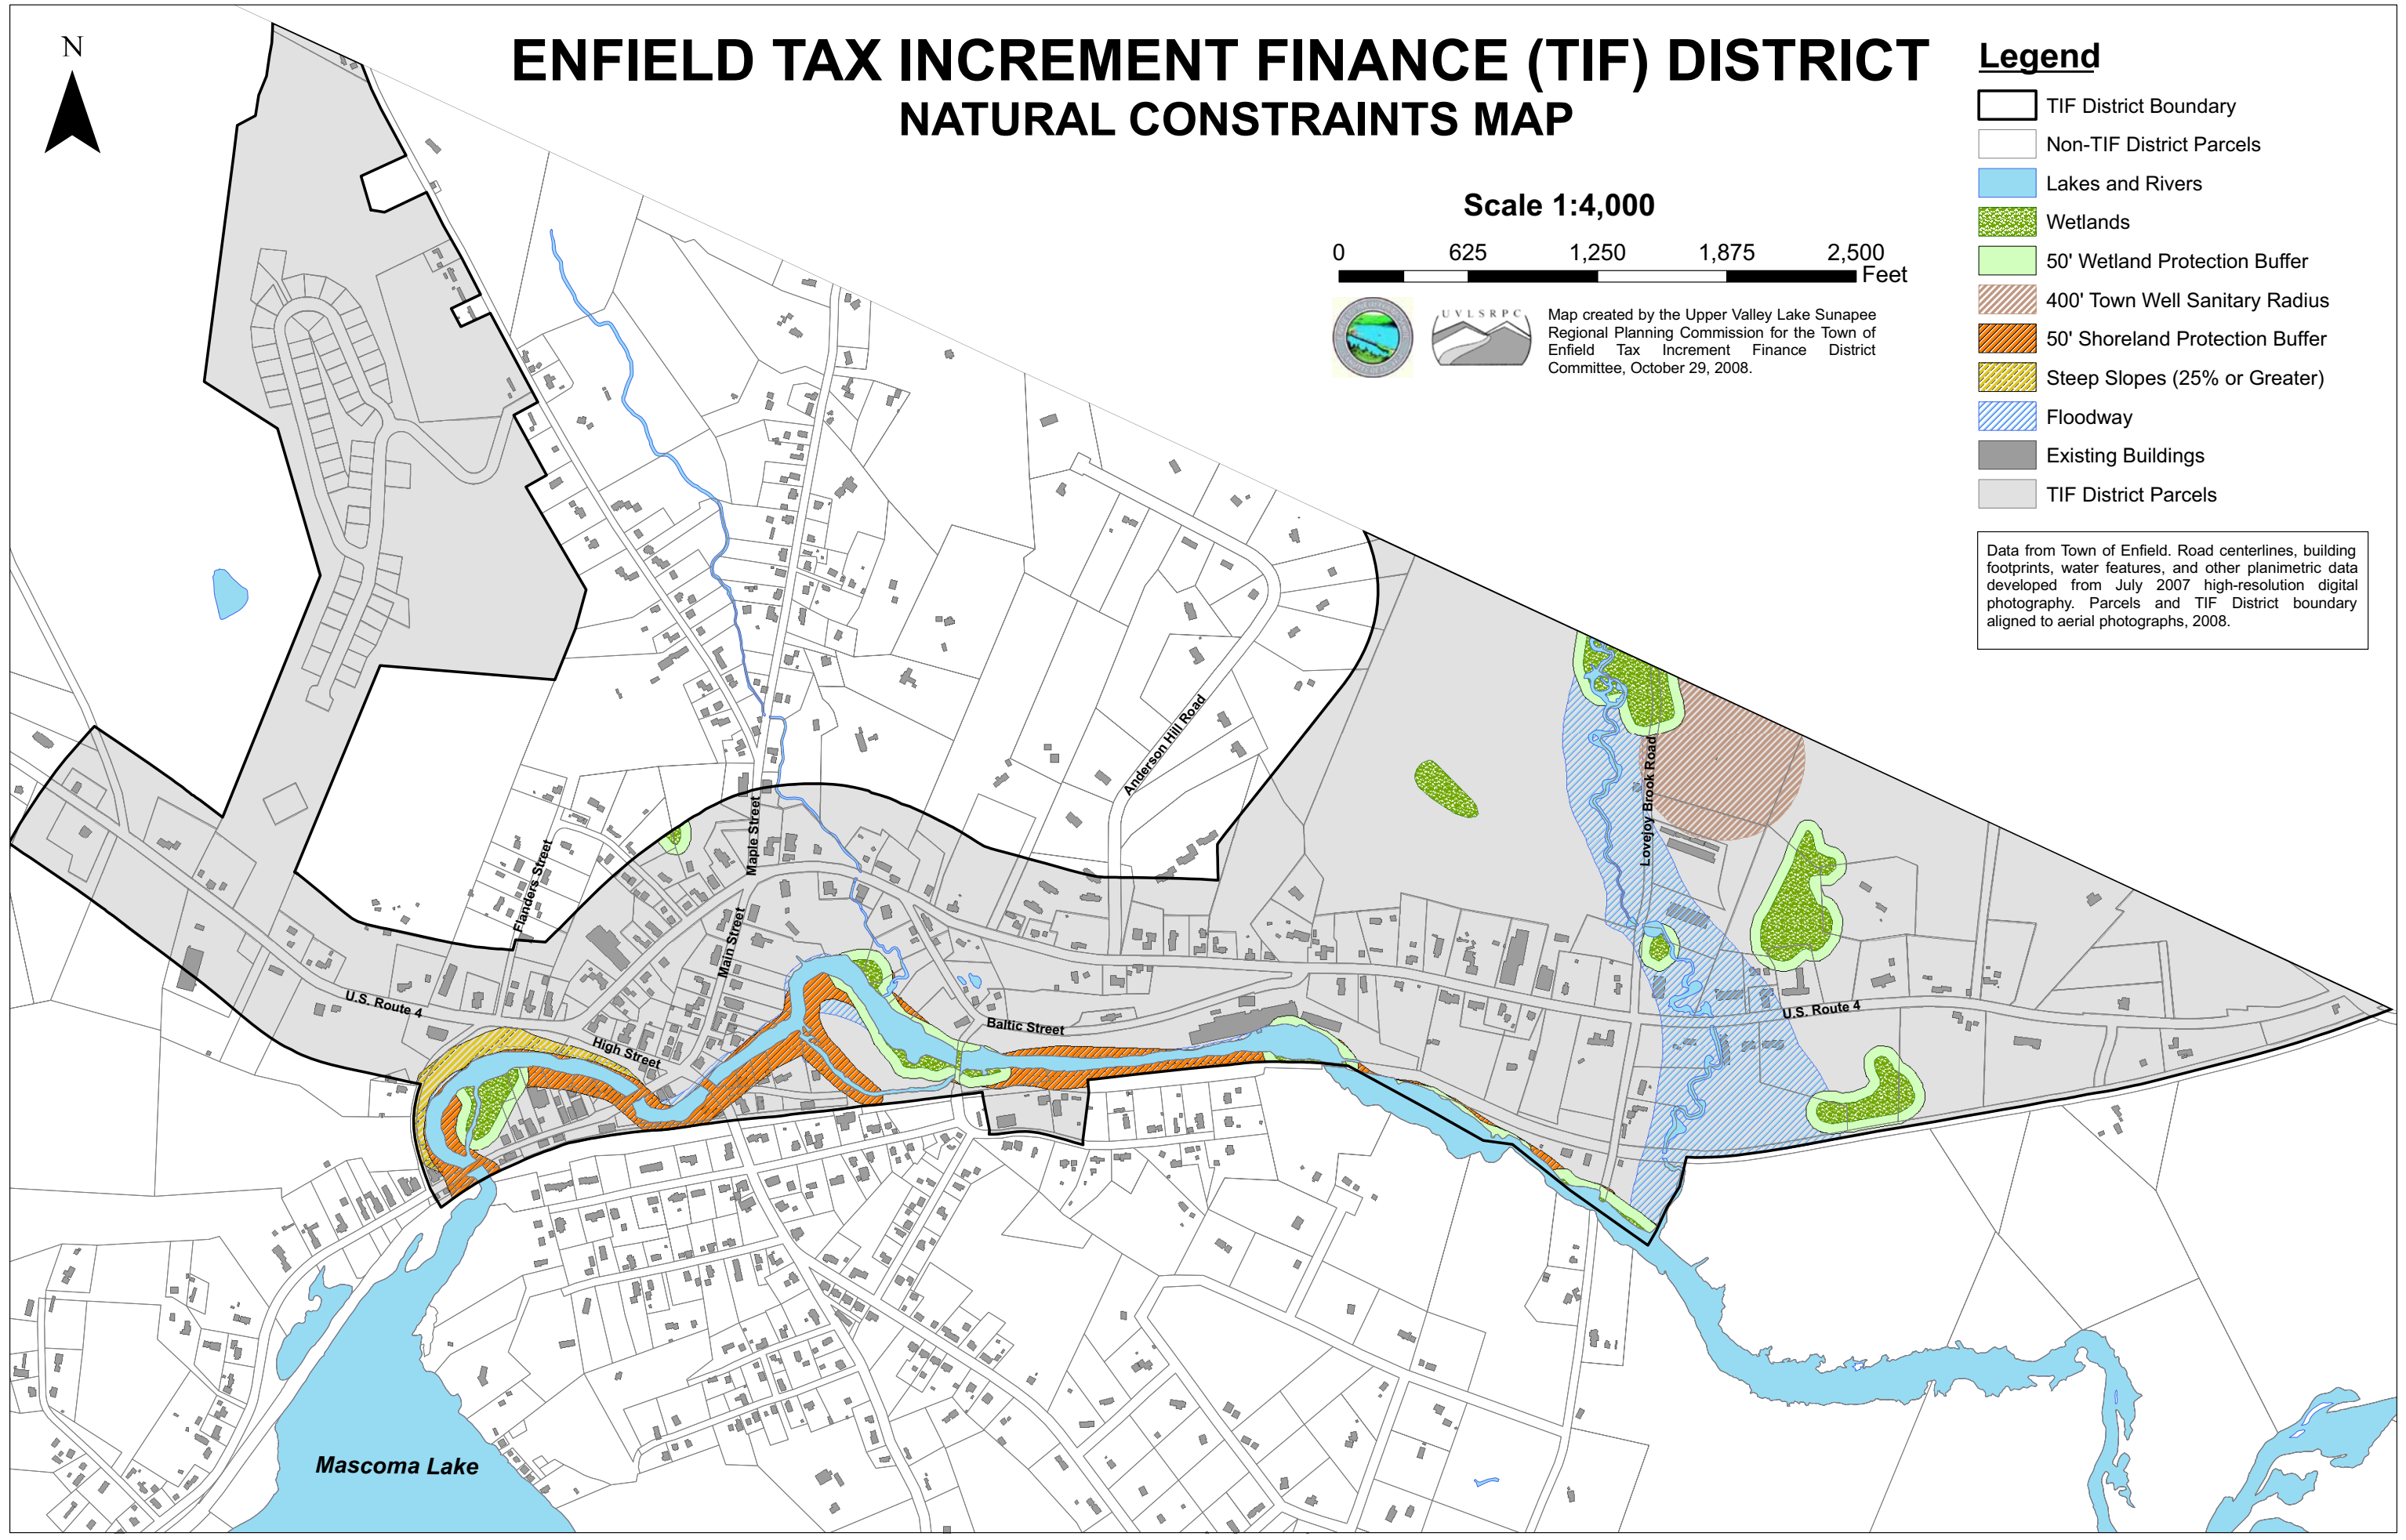 N
ENFIELD TAX INCREMENT FINANCE (TIF) DISTRICT
NATURAL CONSTRAINTS MAP
Scale 1:4,000
0 625 1,250 1,875 2,500
Feet
UVLSRPC
Map created by the Upper Valley Lake Sunapee
Regional Planning Commission for the Town of
Enfield Tax Increment Finance District
Committee, October 29, 2008.
Legend
TIF District Boundary
Non-TIF District Parcels
Lakes and Rivers
Wetlands
50' Wetland Protection Buffer
400' Town Well Sanitary Radius
50' Shoreland Protection Buffer
Steep Slopes (25% or Greater)
Floodway
Existing Buildings
TIF District Parcels
Data from Town of Enfield. Road centerlines, building
footprints, water features, and other planimetric data
developed from July 2007 high-resolution digital
photography. Parcels and TIF District boundary
aligned to aerial photographs, 2008.
Anderson Hill Road
Lovejoy Brook Road
Maple Street
Flanders Street
Main Street
U.S. Route 4
High Street
Baltic Street
U.S. Route 4
Mascoma Lake